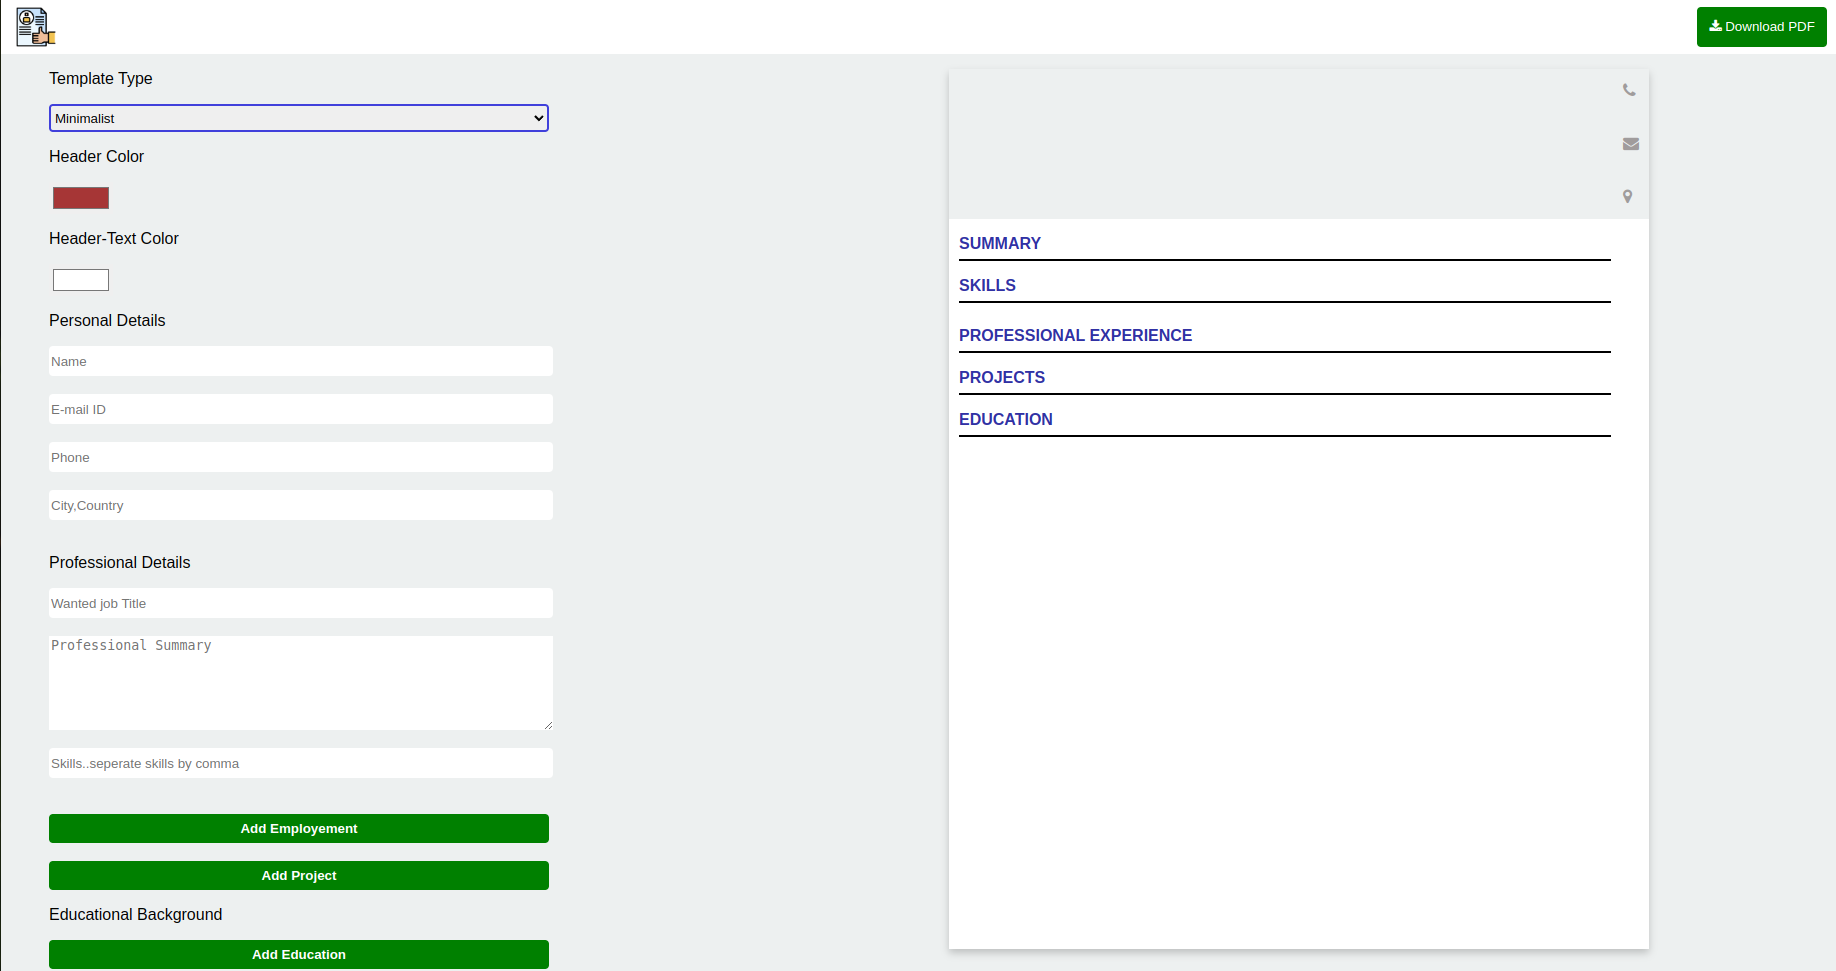 Download PDF
Template Type
Minimalist
Header Color
Header-Text Color
Personal Details
Name
E-mail ID
Phone
City,Country
Professional Details
Wanted job Title
Professional Summary
Skills..seperate skills by comma
Add Employement
Add Project
Educational Background
Add Education
SUMMARY
SKILLS
PROFESSIONAL EXPERIENCE
PROJECTS
EDUCATION